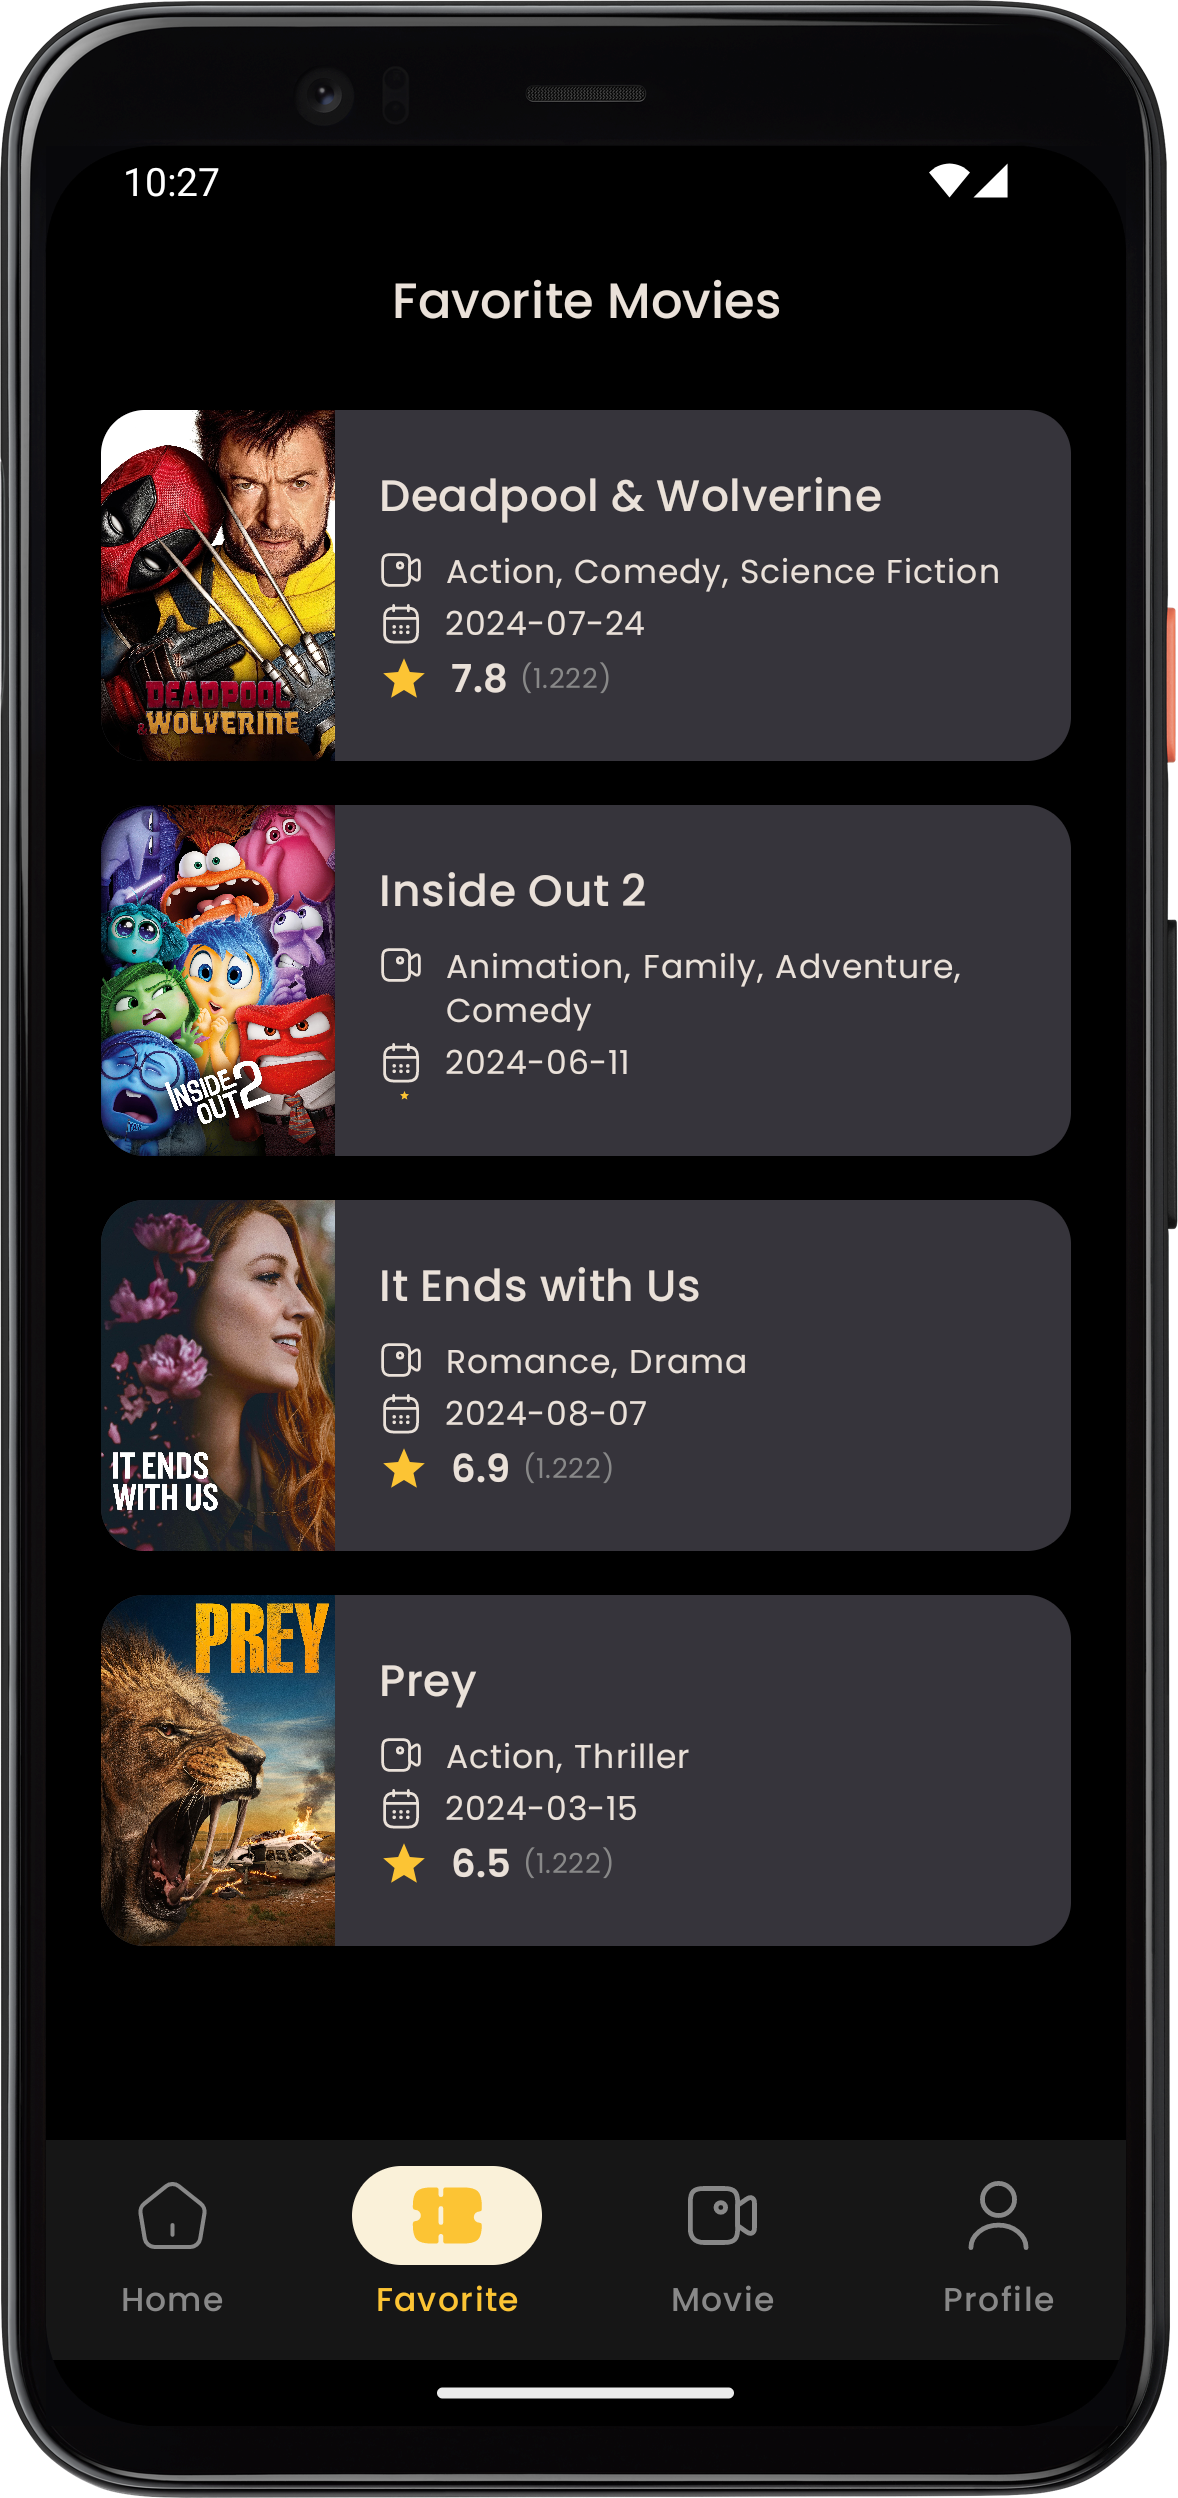 10:27
Favorite Movies
DEADPOOL
& WOLVERINE
Deadpool & Wolverine
Action, Comedy, Science Fiction
2024-07-24
7.8 (1.222)
INSIDE
OUT 2
Inside Out 2
Animation, Family, Adventure,
Comedy
2024-06-11
IT ENDS
WITH US
It Ends with Us
Romance, Drama
2024-08-07
6.9 (1.222)
PREY
Prey
Action, Thriller
2024-03-15
6.5 (1.222)
Home
Favorite
Movie
Profile